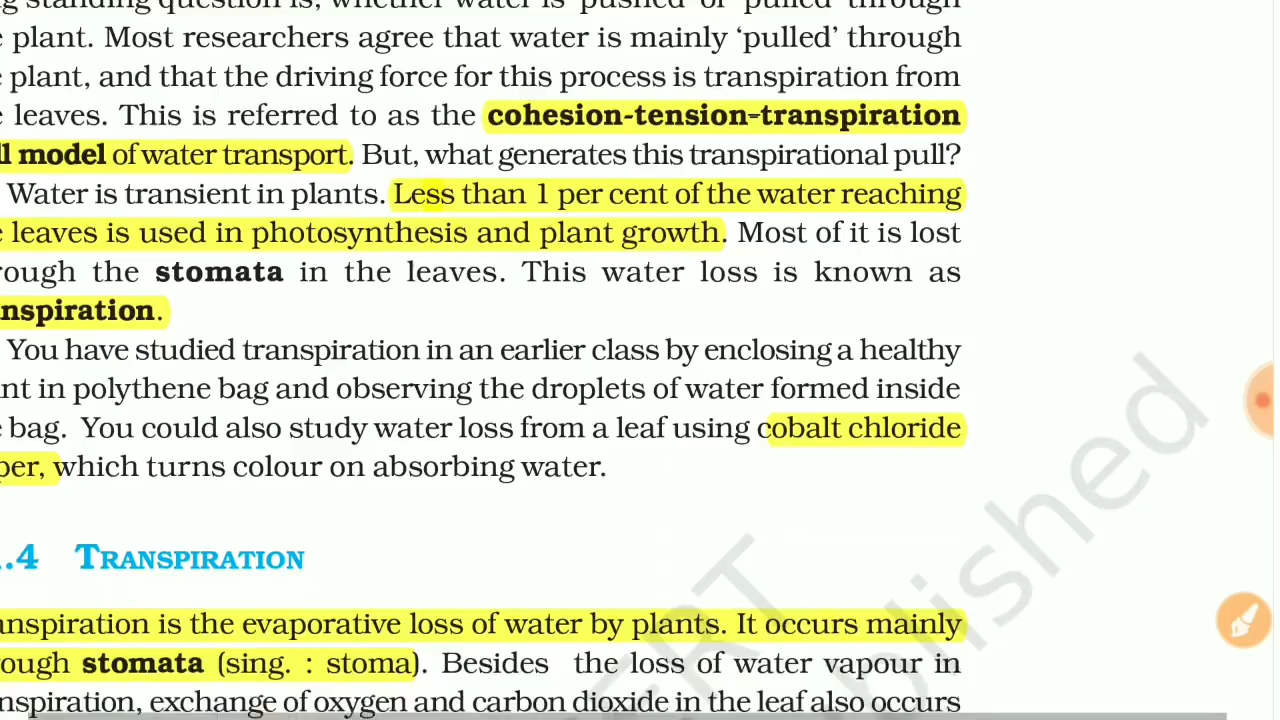 g standing question is, whether water is 'pushed' or 'pulled' through
e plant. Most researchers agree that water is mainly ‘pulled’ through
e plant, and that the driving force for this process is transpiration from
e leaves. This is referred to as the cohesion-tension-transpiration
ll model of water transport. But, what generates this transpirational pull?
Water is transient in plants. Less than 1 per cent of the water reaching
e leaves is used in photosynthesis and plant growth. Most of it is lost
rough the stomata in the leaves. This water loss is known as
nspiration.
You have studied transpiration in an earlier class by enclosing a healthy
nt in polythene bag and observing the droplets of water formed inside
e bag. You could also study water loss from a leaf using cobalt chloride
per, which turns colour on absorbing water.
.4 TRANSPIRATION
anspiration is the evaporative loss of water by plants. It occurs mainly
rough stomata (sing. : stoma). Besides the loss of water vapour in
nspiration, exchange of oxygen and carbon dioxide in the leaf also occurs
ERT
blished